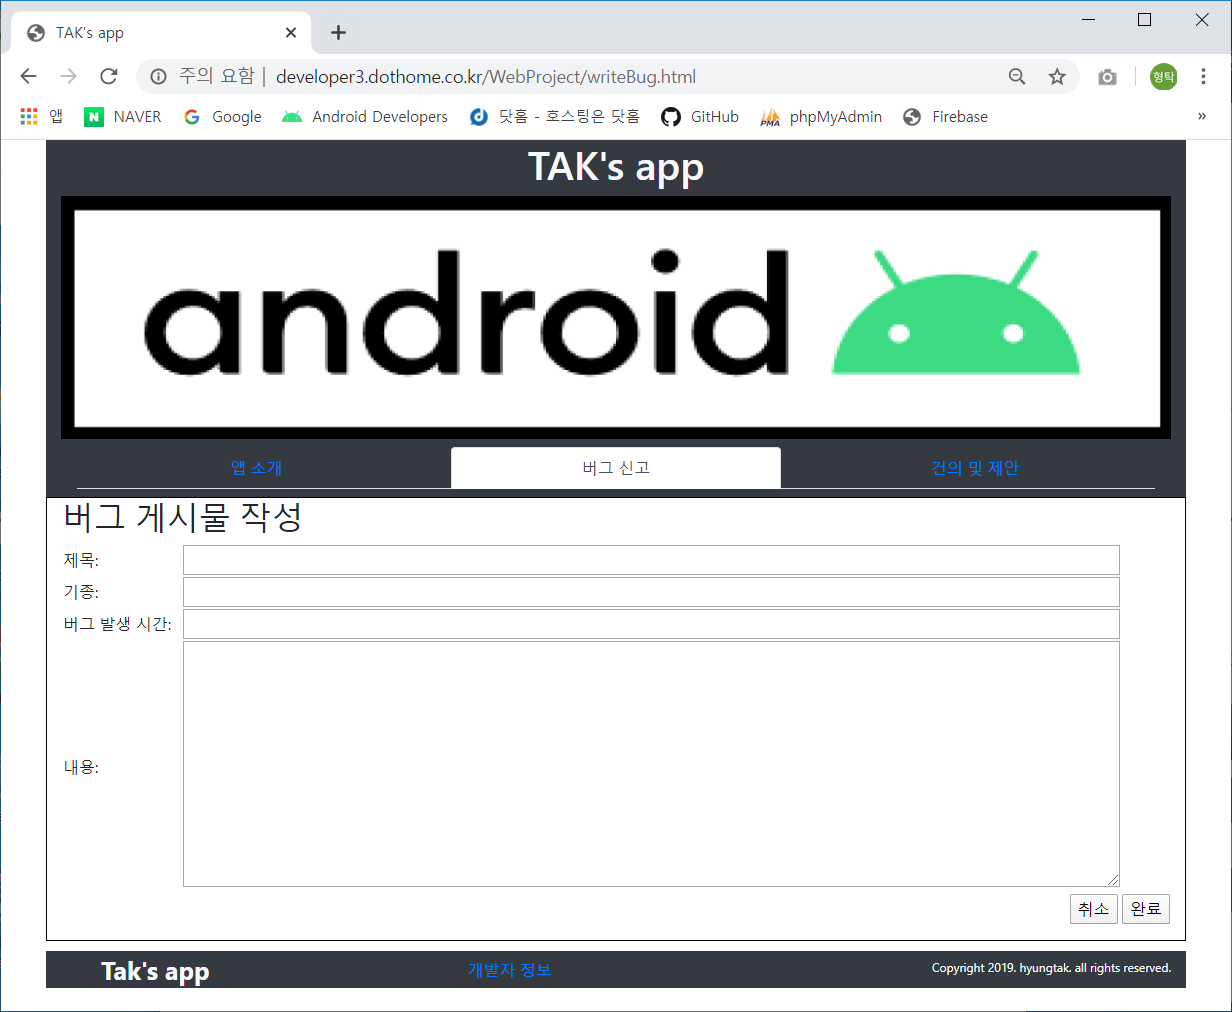 TAK's app
주의 요함 | developer3.dothome.co.kr/WebProject/writeBug.html
형탁
앱 N NAVER Google Android Developers 닷홈 - 호스팅은 닷홈 GitHub PMA phpMyAdmin Firebase »
TAK's app
android
앱 소개 버그 신고 건의 및 제안
버그 게시물 작성
제목:
기종:
버그 발생 시간:
내용:
취소 완료
Tak's app 개발자 정보 Copyright 2019. hyungtak. all rights reserved.